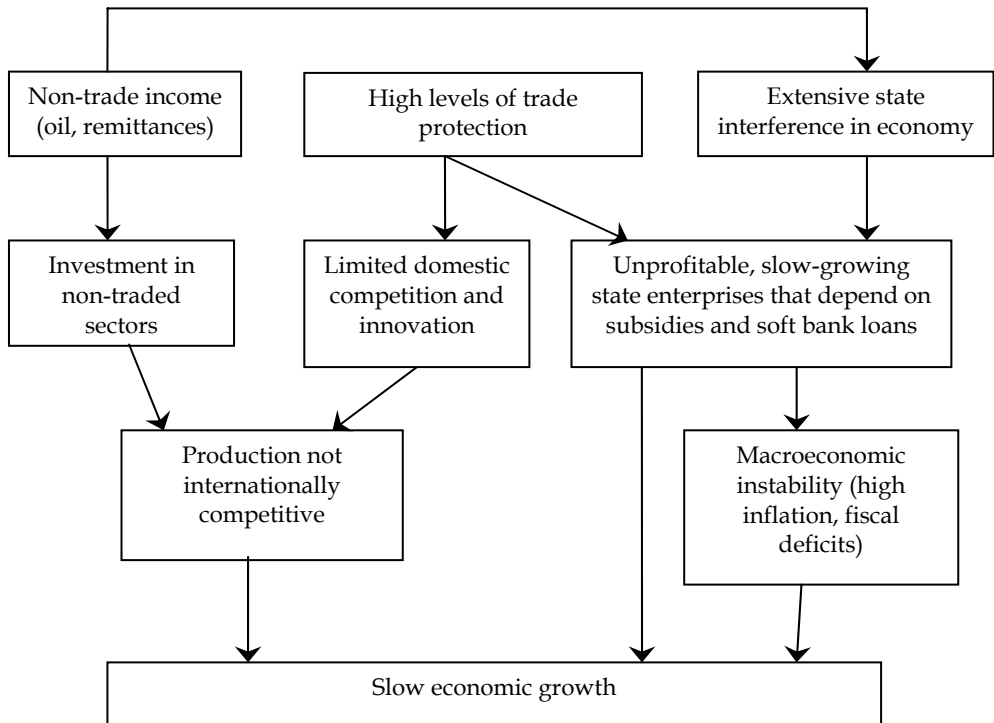 Non-trade income
(oil, remittances)
High levels of trade
protection
Extensive state
interference in economy
Investment in
non-traded
sectors
Limited domestic
competition and
innovation
Unprofitable, slow-growing
state enterprises that depend on
subsidies and soft bank loans
Production not
internationally
competitive
Macroeconomic
instability (high
inflation, fiscal
deficits)
Slow economic growth